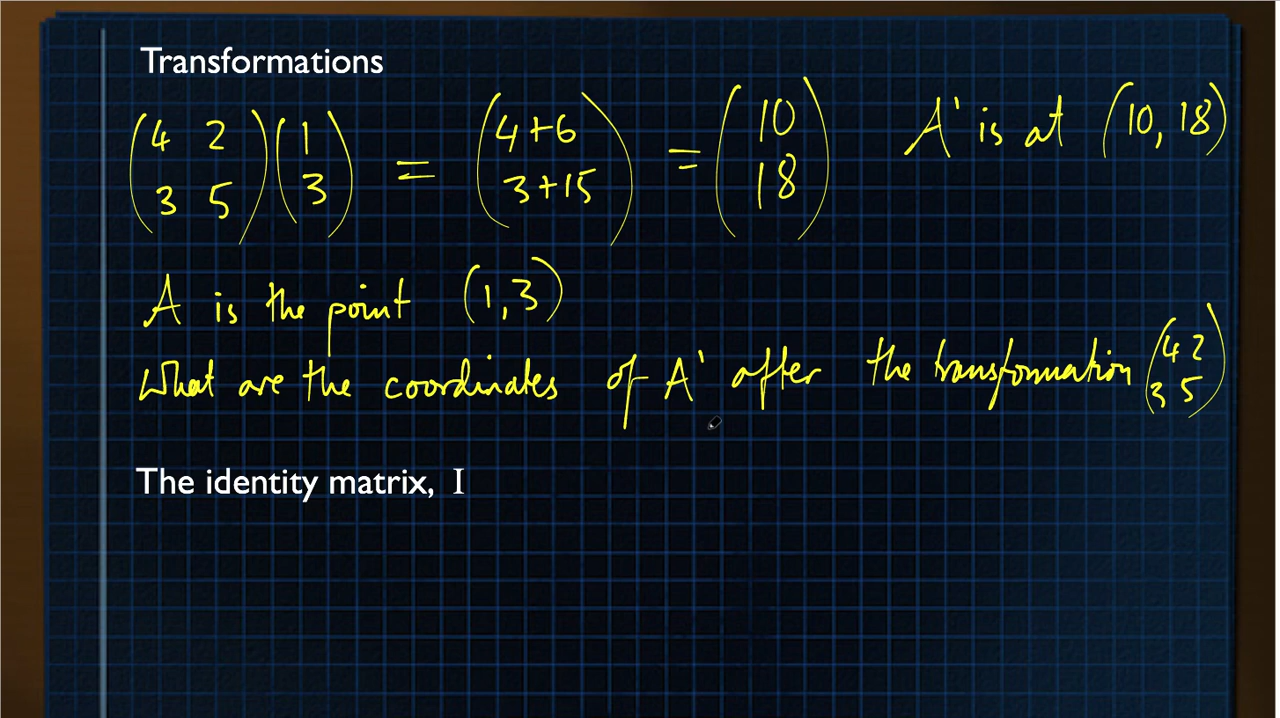 Transformations
(4 2 (1 = (4+6 = (10 A' is at (10, 18)
3 5) 3) 3+15) 18)
A is the point (1,3)
What are the coordinates of A' after the transformation (4 2
3 5)
The identity matrix, I